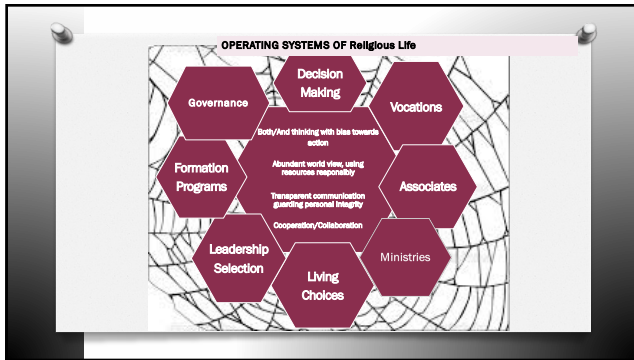 OPERATING SYSTEMS OF Religious Life
Decision
Making
Governance
Vocations
Both/And thinking with bias towards
action
Abundant world view, using
resources responsibly
Formation
Programs
Associates
Transparent communication
guarding personal integrity
Cooperation/Collaboration
Leadership
Selection
Ministries
Living
Choices